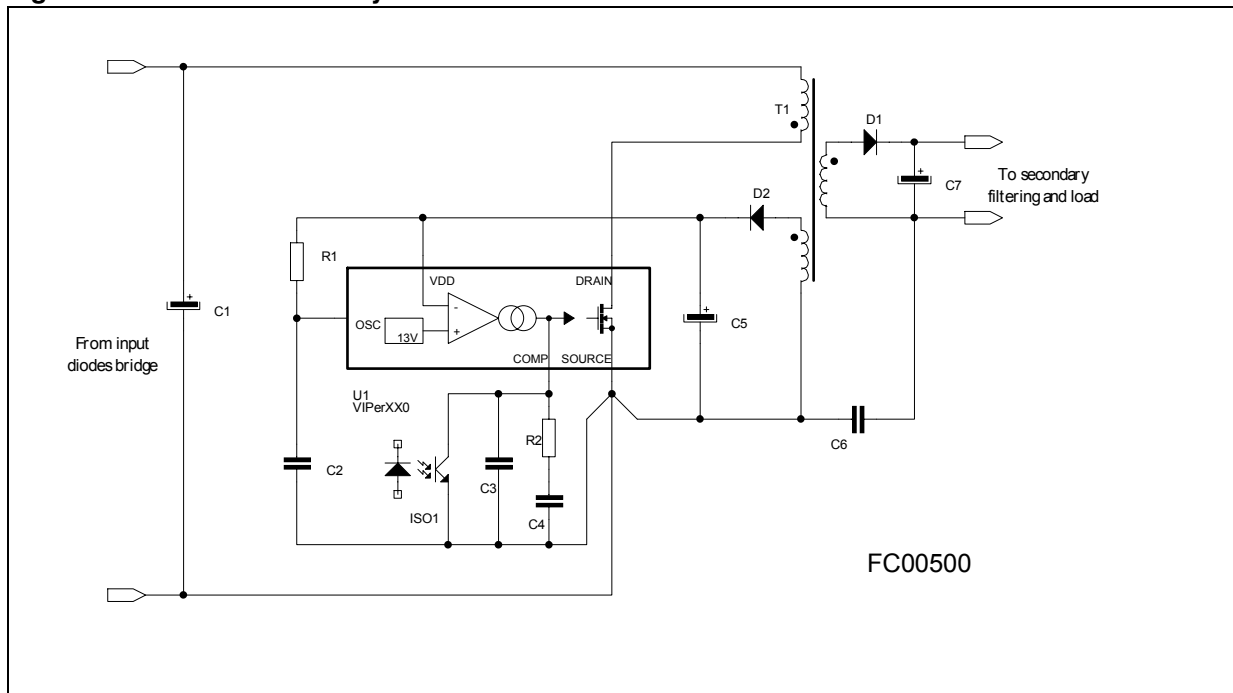 T1
D1
C7
To secondary
filtering and load
D2
R1
VDD
DRAIN
-
+
OSC
13V
COMP
SOURCE
C1
+
C5
+
+
From input
diodes bridge
U1
VIPerXX0
R2
C6
C2
C3
ISO1
C4
FC00500